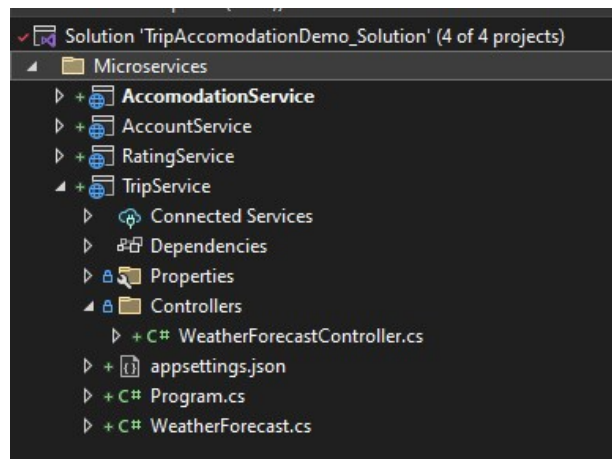 Solution 'TripAccomodationDemo_Solution' (4 of 4 projects)
Microservices
AccomodationService
AccountService
RatingService
TripService
Connected Services
Dependencies
Properties
Controllers
C# WeatherForecastController.cs
appsettings.json
C# Program.cs
C# WeatherForecast.cs